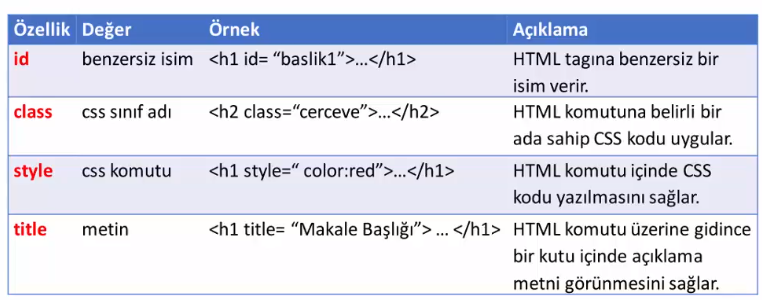 Özellik Değer Örnek Açıklama
id benzersiz isim <h1 id= “baslik1”>…</h1> HTML tagına benzersiz bir
isim verir.
class css sınıf adı <h2 class=“cerceve”>…</h2> HTML komutuna belirli bir
ada sahip CSS kodu uygular.
style css komutu <h1 style=“ color:red”>…</h1> HTML komutu içinde CSS
kodu yazılmasını sağlar.
title metin <h1 title= “Makale Başlığı”> … </h1> HTML komutu üzerine gidince
bir kutu içinde açıklama
metni görünmesini sağlar.